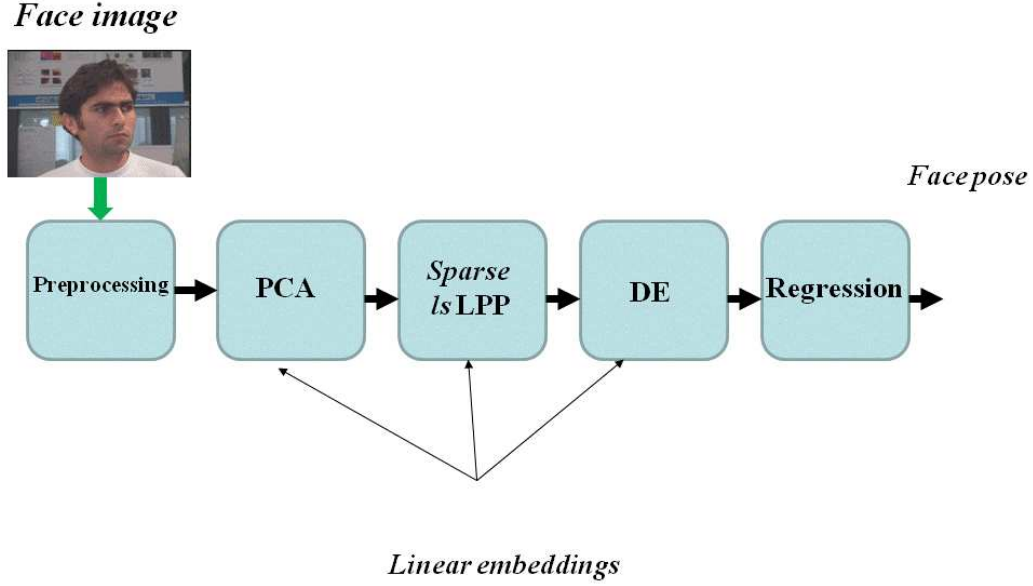 Face image
Face pose
Preprocessing
PCA
Sparse
ls LPP
DE
Regression
Linear embeddings